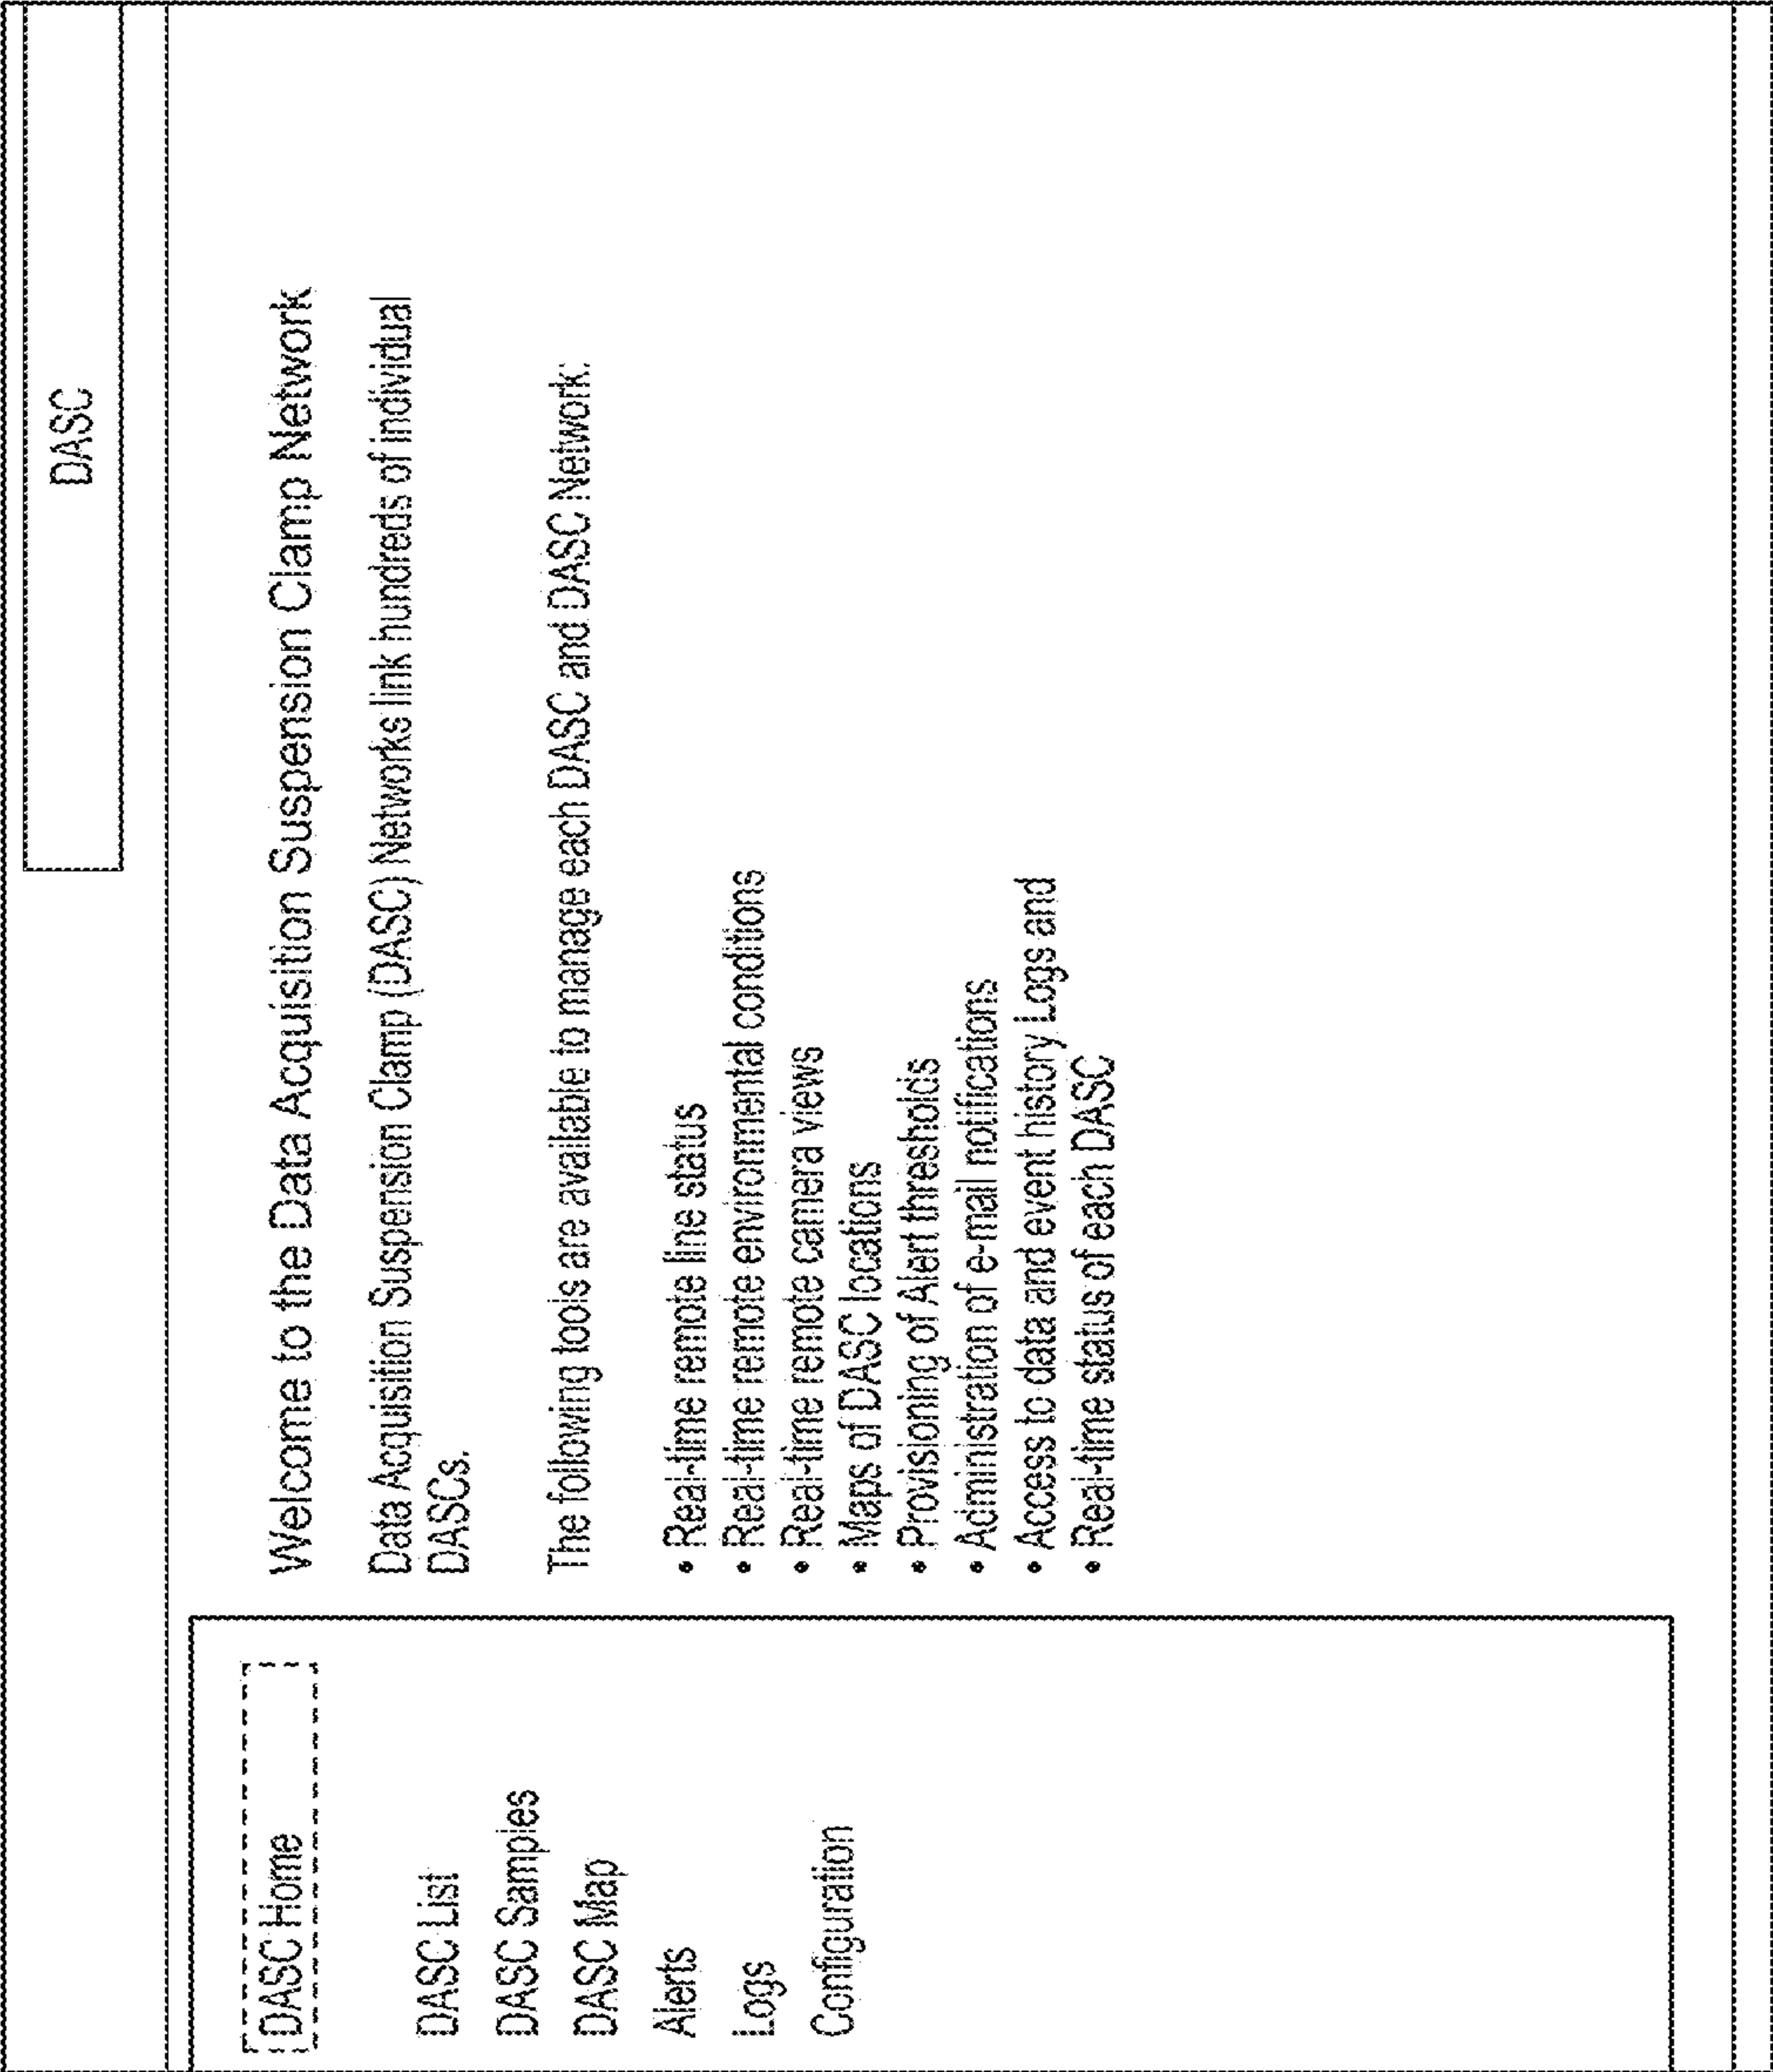 DASC
DASC Home
DASC List
DASC Samples
DASC Map
Alerts
Logs
Configuration
Welcome to the Data Acquisition Suspension Clamp Network
Data Acquisition Suspension Clamp (DASC) Networks link hundreds of individual
DASCs.
The following tools are available to manage each DASC and DASC Network:
• Real-time remote line status
• Real-time remote environmental conditions
• Real-time remote camera views
• Maps of DASC locations
• Provisioning of Alert thresholds
• Administration of e-mail notifications
• Access to data and event history Logs and
• Real-time status of each DASC